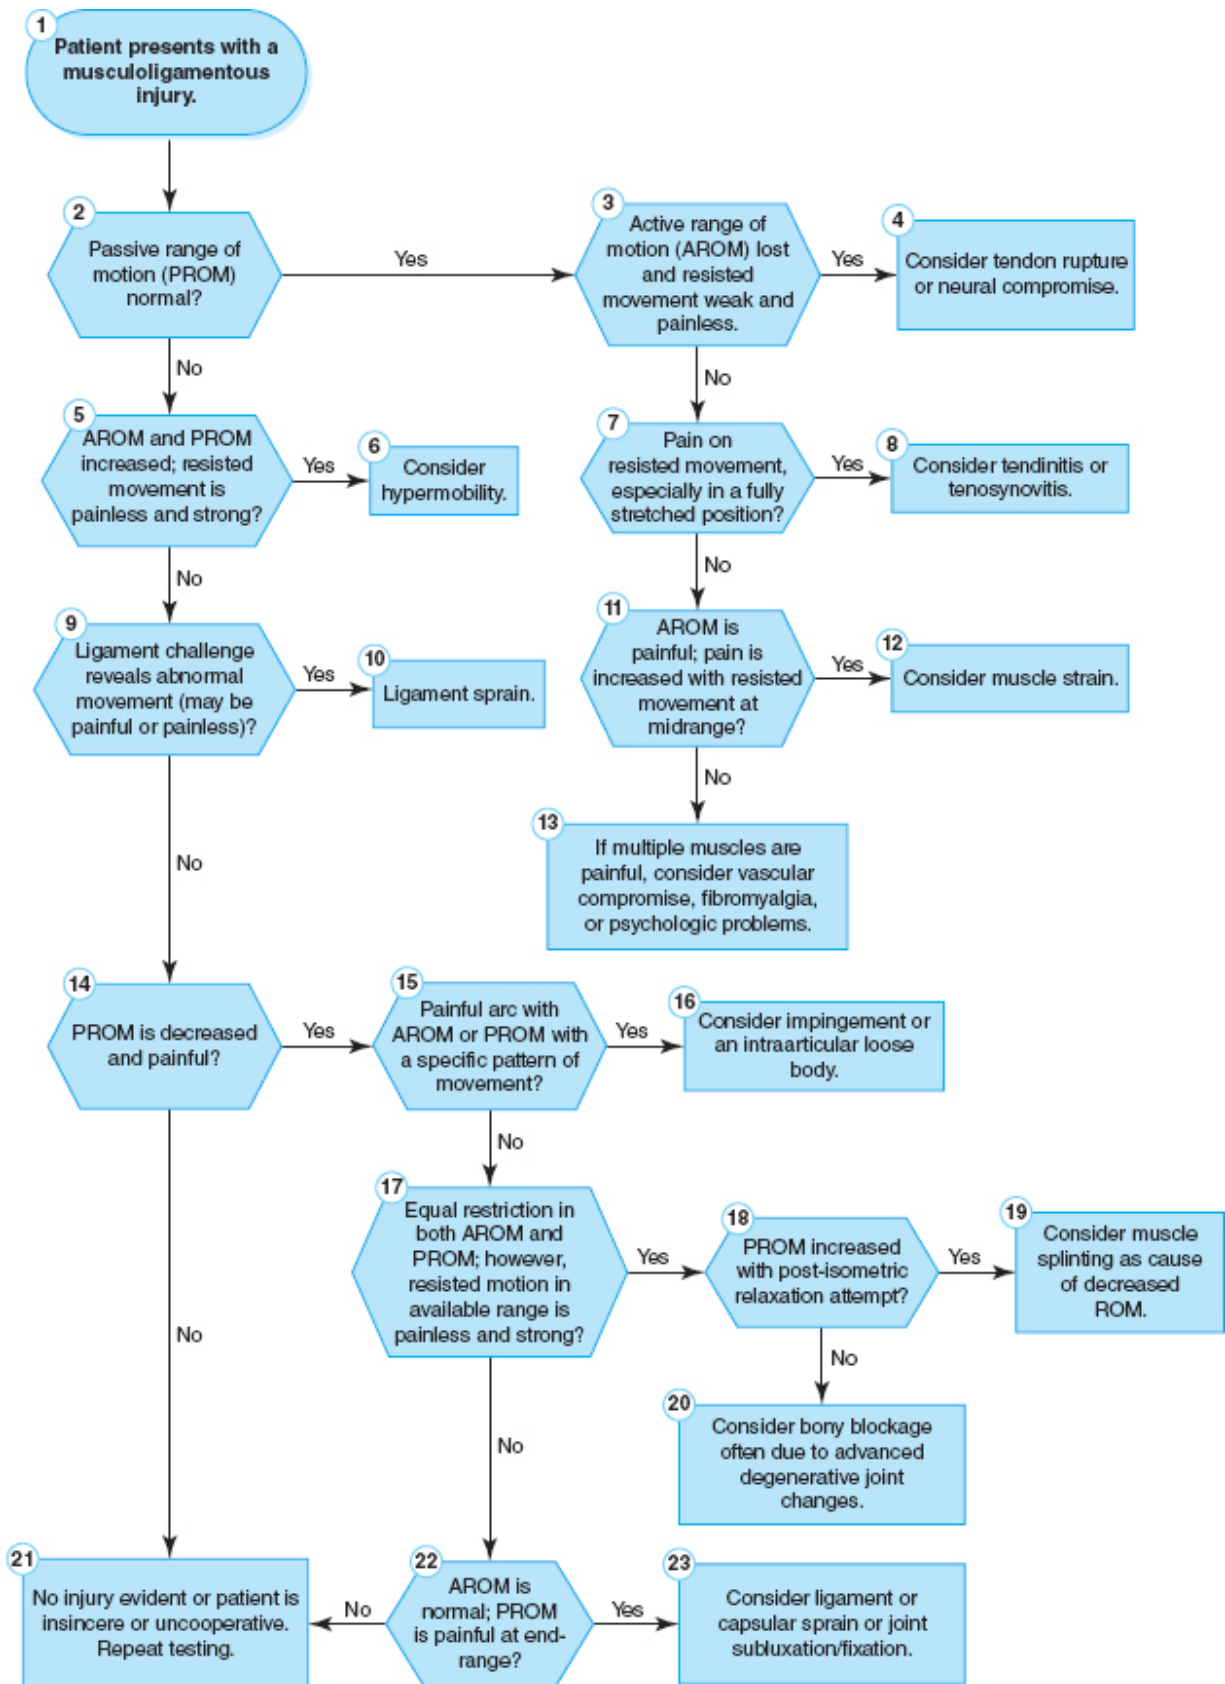 1
Patient presents with a
musculoligamentous
injury.
2
Passive range of
motion (PROM)
normal?
Yes
3
Active range of
motion (AROM) lost
and resisted
movement weak and
painless.
Yes
4
Consider tendon rupture
or neural compromise.
No
No
5
AROM and PROM
increased; resisted
movement is
painless and strong?
Yes
6
Consider
hypermobility.
7
Pain on
resisted movement,
especially in a fully
stretched position?
Yes
8
Consider tendinitis or
tenosynovitis.
No
No
9
Ligament challenge
reveals abnormal
movement (may be
painful or painless)?
Yes
10
Ligament sprain.
11
AROM is
painful; pain is
increased with resisted
movement at
midrange?
Yes
12
Consider muscle strain.
No
No
13
If multiple muscles are
painful, consider vascular
compromise, fibromyalgia,
or psychologic problems.
14
PROM is decreased
and painful?
Yes
15
Painful arc with
AROM or PROM with
a specific pattern of
movement?
Yes
16
Consider impingement or
an intraarticular loose
body.
No
No
17
Equal restriction in
both AROM and
PROM; however,
resisted motion in
available range is
painless and strong?
Yes
18
PROM increased
with post-isometric
relaxation attempt?
Yes
19
Consider muscle
splinting as cause
of decreased
ROM.
No
No
20
Consider bony blockage
often due to advanced
degenerative joint
changes.
21
No injury evident or patient is
insincere or uncooperative.
Repeat testing.
No
22
AROM is
normal; PROM
is painful at end-
range?
Yes
23
Consider ligament or
capsular sprain or joint
subluxation/fixation.